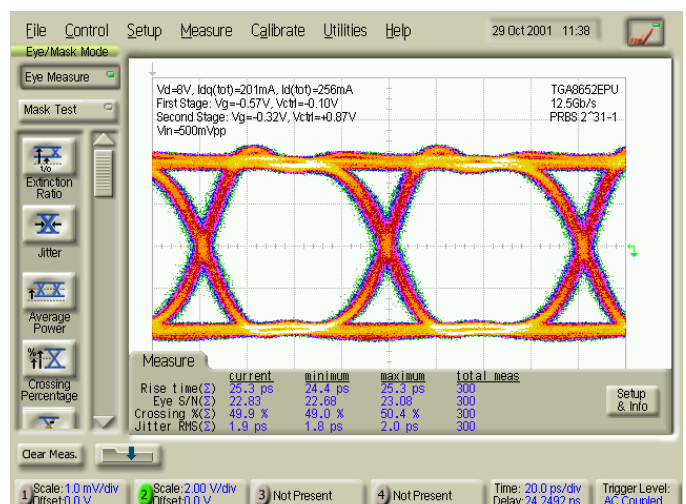 File Control Setup Measure Calibrate Utilities Help 29 Oct 2001 11:38
Eye/Mask Mode
Eye Measure
Mask Test
1/0
Extinction
Ratio
Jitter
Average
Power
%
Crossing
Percentage
Vd=8V, Idq(tot)=201mA, Id(tot)=256mA
First Stage: Vg=-0.57V, Vctrl=-0.10V
Second Stage: Vg=-0.32V, Vctrl=+0.87V
Vin=500mVpp
TGA8652EPU
12.5Gb/s
PRBS 2^31-1
Measure
current minimum maximum total meas
Rise time(Σ) 25.3 ps 24.4 ps 25.3 ps 300
Eye S/N(Σ) 22.83 22.68 23.08 300
Crossing %(Σ) 49.9 % 49.0 % 50.4 % 300
Jitter RMS(Σ) 1.9 ps 1.8 ps 2.0 ps 300
Setup
& Info
Clear Meas.
1 Scale: 1.0 mV/div
Offset:0.0 V
2 Scale:2.00 V/div
Offset:0.0 V
3 Not Present
4 Not Present
Time: 20.0 ps/div
Delay:24.2492 ns
Trigger Level:
AC Coupled